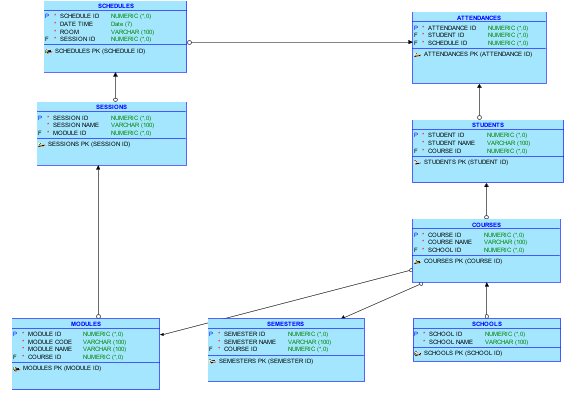 SCHEDULES
P * SCHEDULE ID NUMERIC (*,0)
* DATE TIME Date (7)
* ROOM VARCHAR (100)
F * SESSION ID NUMERIC (*,0)
SCHEDULES PK (SCHEDULE ID)
ATTENDANCES
P * ATTENDANCE ID NUMERIC (*,0)
F * STUDENT ID NUMERIC (*,0)
F * SCHEDULE ID NUMERIC (*,0)
ATTENDANCES PK (ATTENDANCE ID)
SESSIONS
P * SESSION ID NUMERIC (*,0)
* SESSION NAME VARCHAR (100)
F * MODULE ID NUMERIC (*,0)
SESSIONS PK (SESSION ID)
STUDENTS
P * STUDENT ID NUMERIC (*,0)
* STUDENT NAME VARCHAR (100)
F * COURSE ID NUMERIC (*,0)
STUDENTS PK (STUDENT ID)
COURSES
P * COURSE ID NUMERIC (*,0)
* COURSE NAME VARCHAR (100)
F * SCHOOL ID NUMERIC (*,0)
COURSES PK (COURSE ID)
MODULES
P * MODULE ID NUMERIC (*,0)
* MODULE CODE VARCHAR (100)
* MODULE NAME VARCHAR (100)
F * COURSE ID NUMERIC (*,0)
MODULES PK (MODULE ID)
SEMESTERS
P * SEMESTER ID NUMERIC (*,0)
* SEMESTER NAME VARCHAR (100)
F * COURSE ID NUMERIC (*,0)
SEMESTERS PK (SEMESTER ID)
SCHOOLS
P * SCHOOL ID NUMERIC (*,0)
* SCHOOL NAME VARCHAR (100)
SCHOOLS PK (SCHOOL ID)